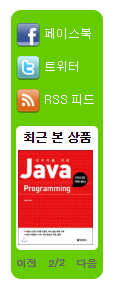 페이스북
트위터
RSS 피드
최근 본 상품
Java
Programming
이전 2/2 다음